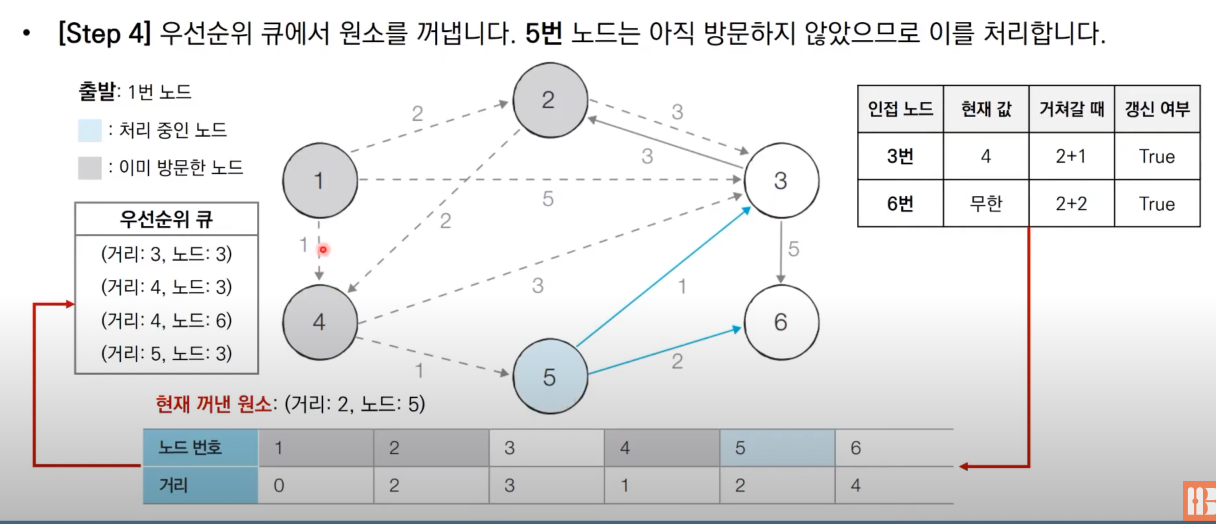 • [Step 4] 우선순위 큐에서 원소를 꺼냅니다. 5번 노드는 아직 방문하지 않았으므로 이를 처리합니다.
출발: 1번 노드
: 처리 중인 노드
: 이미 방문한 노드
우선순위 큐
(거리: 3, 노드: 3)
(거리: 4, 노드: 3)
(거리: 4, 노드: 6)
(거리: 5, 노드: 3)
2
2
3
3
1
5
3
1
2
5
3
1
4
1
5
2
6
인접 노드 현재 값 거쳐갈 때 갱신 여부
3번 4 2+1 True
6번 무한 2+2 True
현재 꺼낸 원소: (거리: 2, 노드: 5)
노드 번호 1 2 3 4 5 6
거리 0 2 3 1 2 4